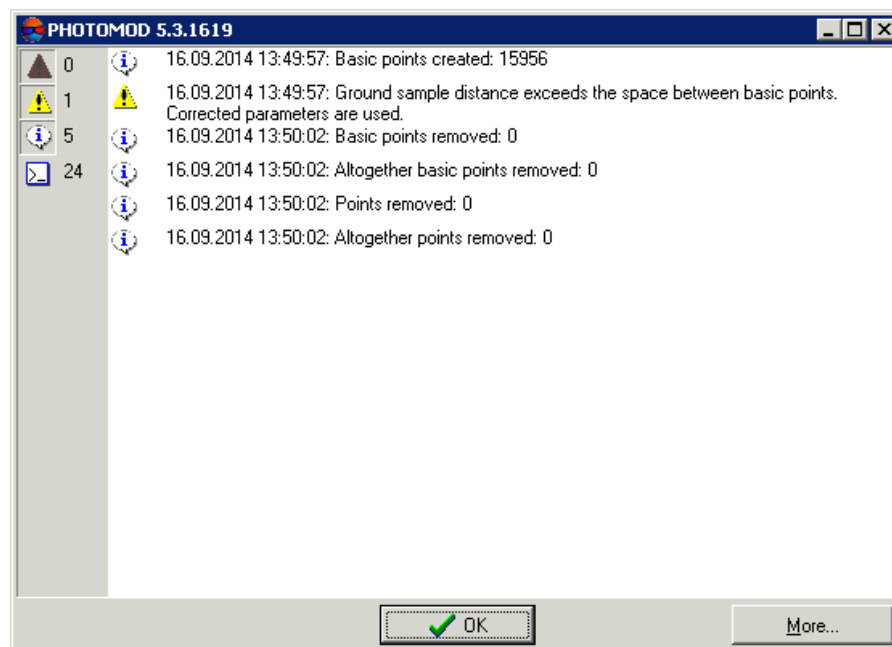 PHOTOMOD 5.3.1619
0
16.09.2014 13:49:57: Basic points created: 15956
1
16.09.2014 13:49:57: Ground sample distance exceeds the space between basic points.
Corrected parameters are used.
5
16.09.2014 13:50:02: Basic points removed: 0
24
16.09.2014 13:50:02: Altogether basic points removed: 0
16.09.2014 13:50:02: Points removed: 0
16.09.2014 13:50:02: Altogether points removed: 0
OK
More...